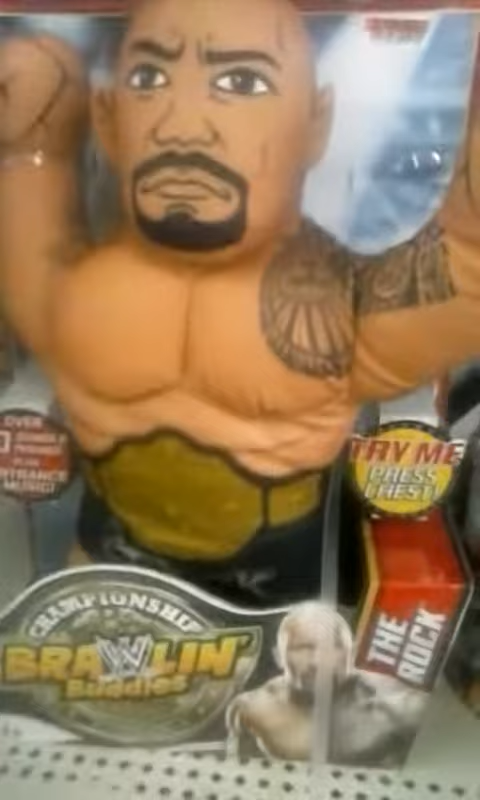 OVER
ENTRANCE
MUSIC!
TRY ME
PRESS
CHEST!
CHAMPIONSHIP
BRAWLIN'
Buddies
THE
ROCK